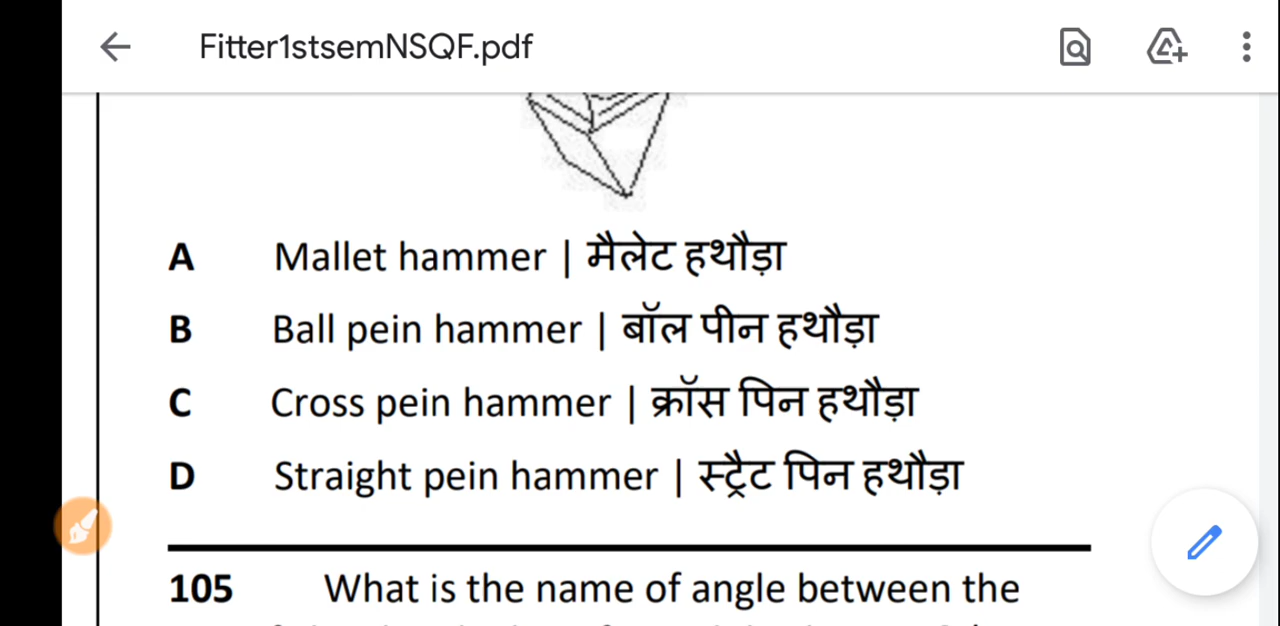 Fitter1stsemNSQF.pdf
A Mallet hammer | मैलेट हथौड़ा
B Ball pein hammer | बॉल पीन हथौड़ा
C Cross pein hammer | क्रॉस पिन हथौड़ा
D Straight pein hammer | स्ट्रैट पिन हथौड़ा
105 What is the name of angle between the